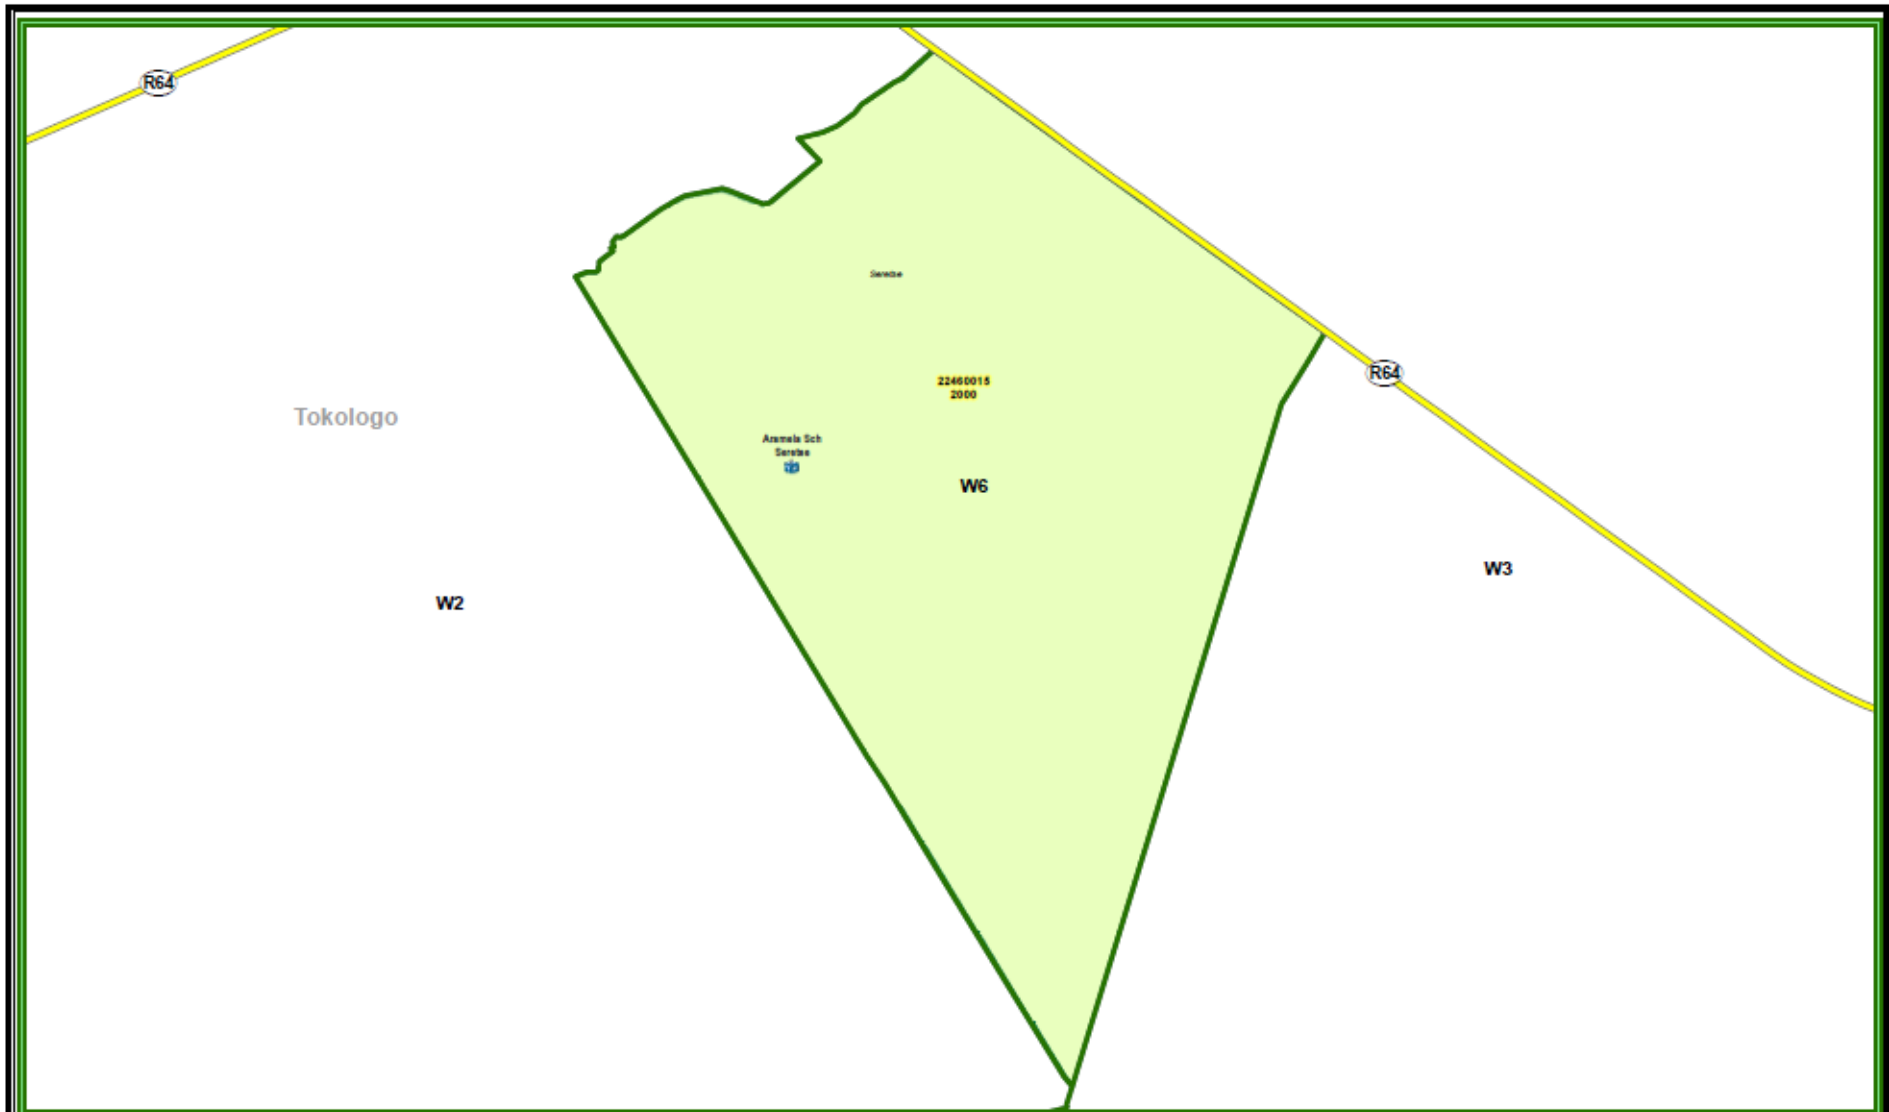 R64
Seretse
22460015
2000
R64
Tokologo
Aramela Sch
Seretse
W6
W3
W2